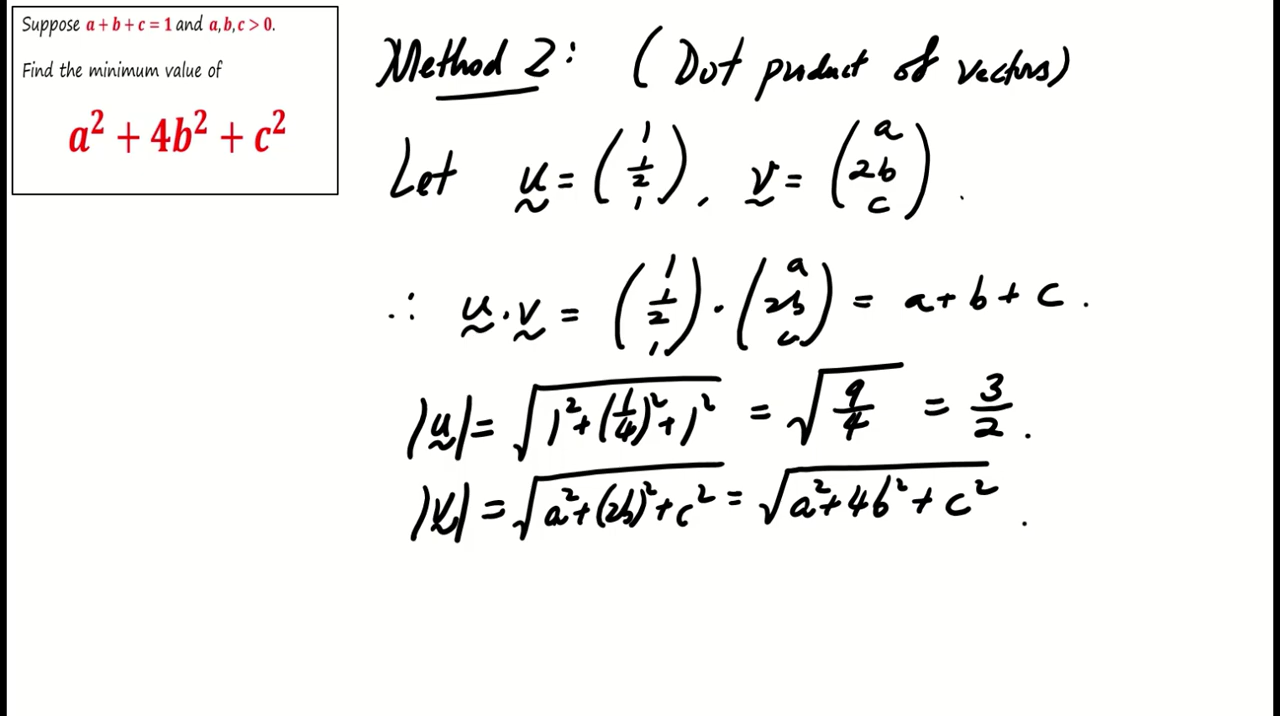 Suppose a + b + c = 1 and a, b, c > 0.
Find the minimum value of
a² + 4b² + c²
Method 2: (Dot product of vectors)
Let u = (1, 1/2, 1), v = (a, 2b, c).
∴ u · v = (1, 1/2, 1) · (a, 2b, c) = a + b + c.
|u| = √(1² + (1/4)² + 1²) = √(9/4) = 3/2.
|v| = √(a² + (2b)² + c²) = √(a² + 4b² + c²).